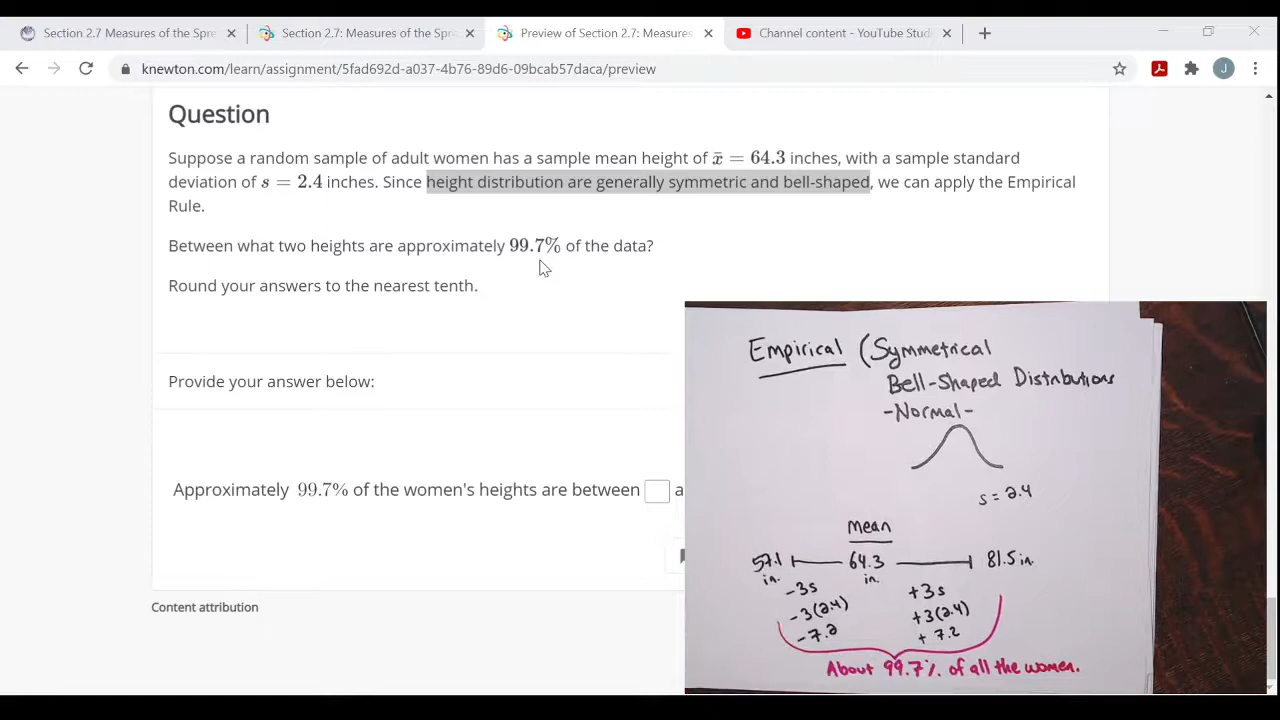 Section 2.7 Measures of the Spre
Section 2.7: Measures of the Spre
Preview of Section 2.7: Measures
Channel content - YouTube Stud
knewton.com/learn/assignment/5fad692d-a037-4b76-89d6-09bcab57daca/preview
J
Question
Suppose a random sample of adult women has a sample mean height of x̄ = 64.3 inches, with a sample standard
deviation of s = 2.4 inches. Since height distribution are generally symmetric and bell-shaped, we can apply the Empirical
Rule.
Between what two heights are approximately 99.7% of the data?
Round your answers to the nearest tenth.
Provide your answer below:
Approximately 99.7% of the women's heights are between a
Content attribution
Empirical (Symmetrical
Bell-Shaped Distributions
-Normal-
s = 2.4
Mean
57.1 64.3 81.5 in.
in. in.
-3s +3s
-3(2.4) +3(2.4)
-7.2 + 7.2
About 99.7% of all the women.